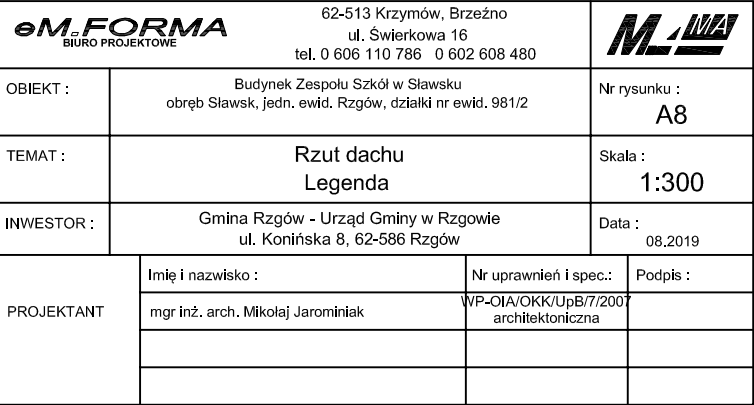 eM.FORMA
BIURO PROJEKTOWE
62-513 Krzymów, Brzeźno
ul. Świerkowa 16
tel. 0 606 110 786 0 602 608 480
OBIEKT :
Budynek Zespołu Szkół w Sławsku
obręb Sławsk, jedn. ewid. Rzgów, działki nr ewid. 981/2
Nr rysunku :
A8
TEMAT :
Rzut dachu
Legenda
Skala :
1:300
INWESTOR :
Gmina Rzgów - Urząd Gminy w Rzgowie
ul. Konińska 8, 62-586 Rzgów
Data :
08.2019
PROJEKTANT
Imię i nazwisko :
Nr uprawnień i spec.:
Podpis :
mgr inż. arch. Mikołaj Jarominiak
WP-OIA/OKK/UpB/7/2007
architektoniczna